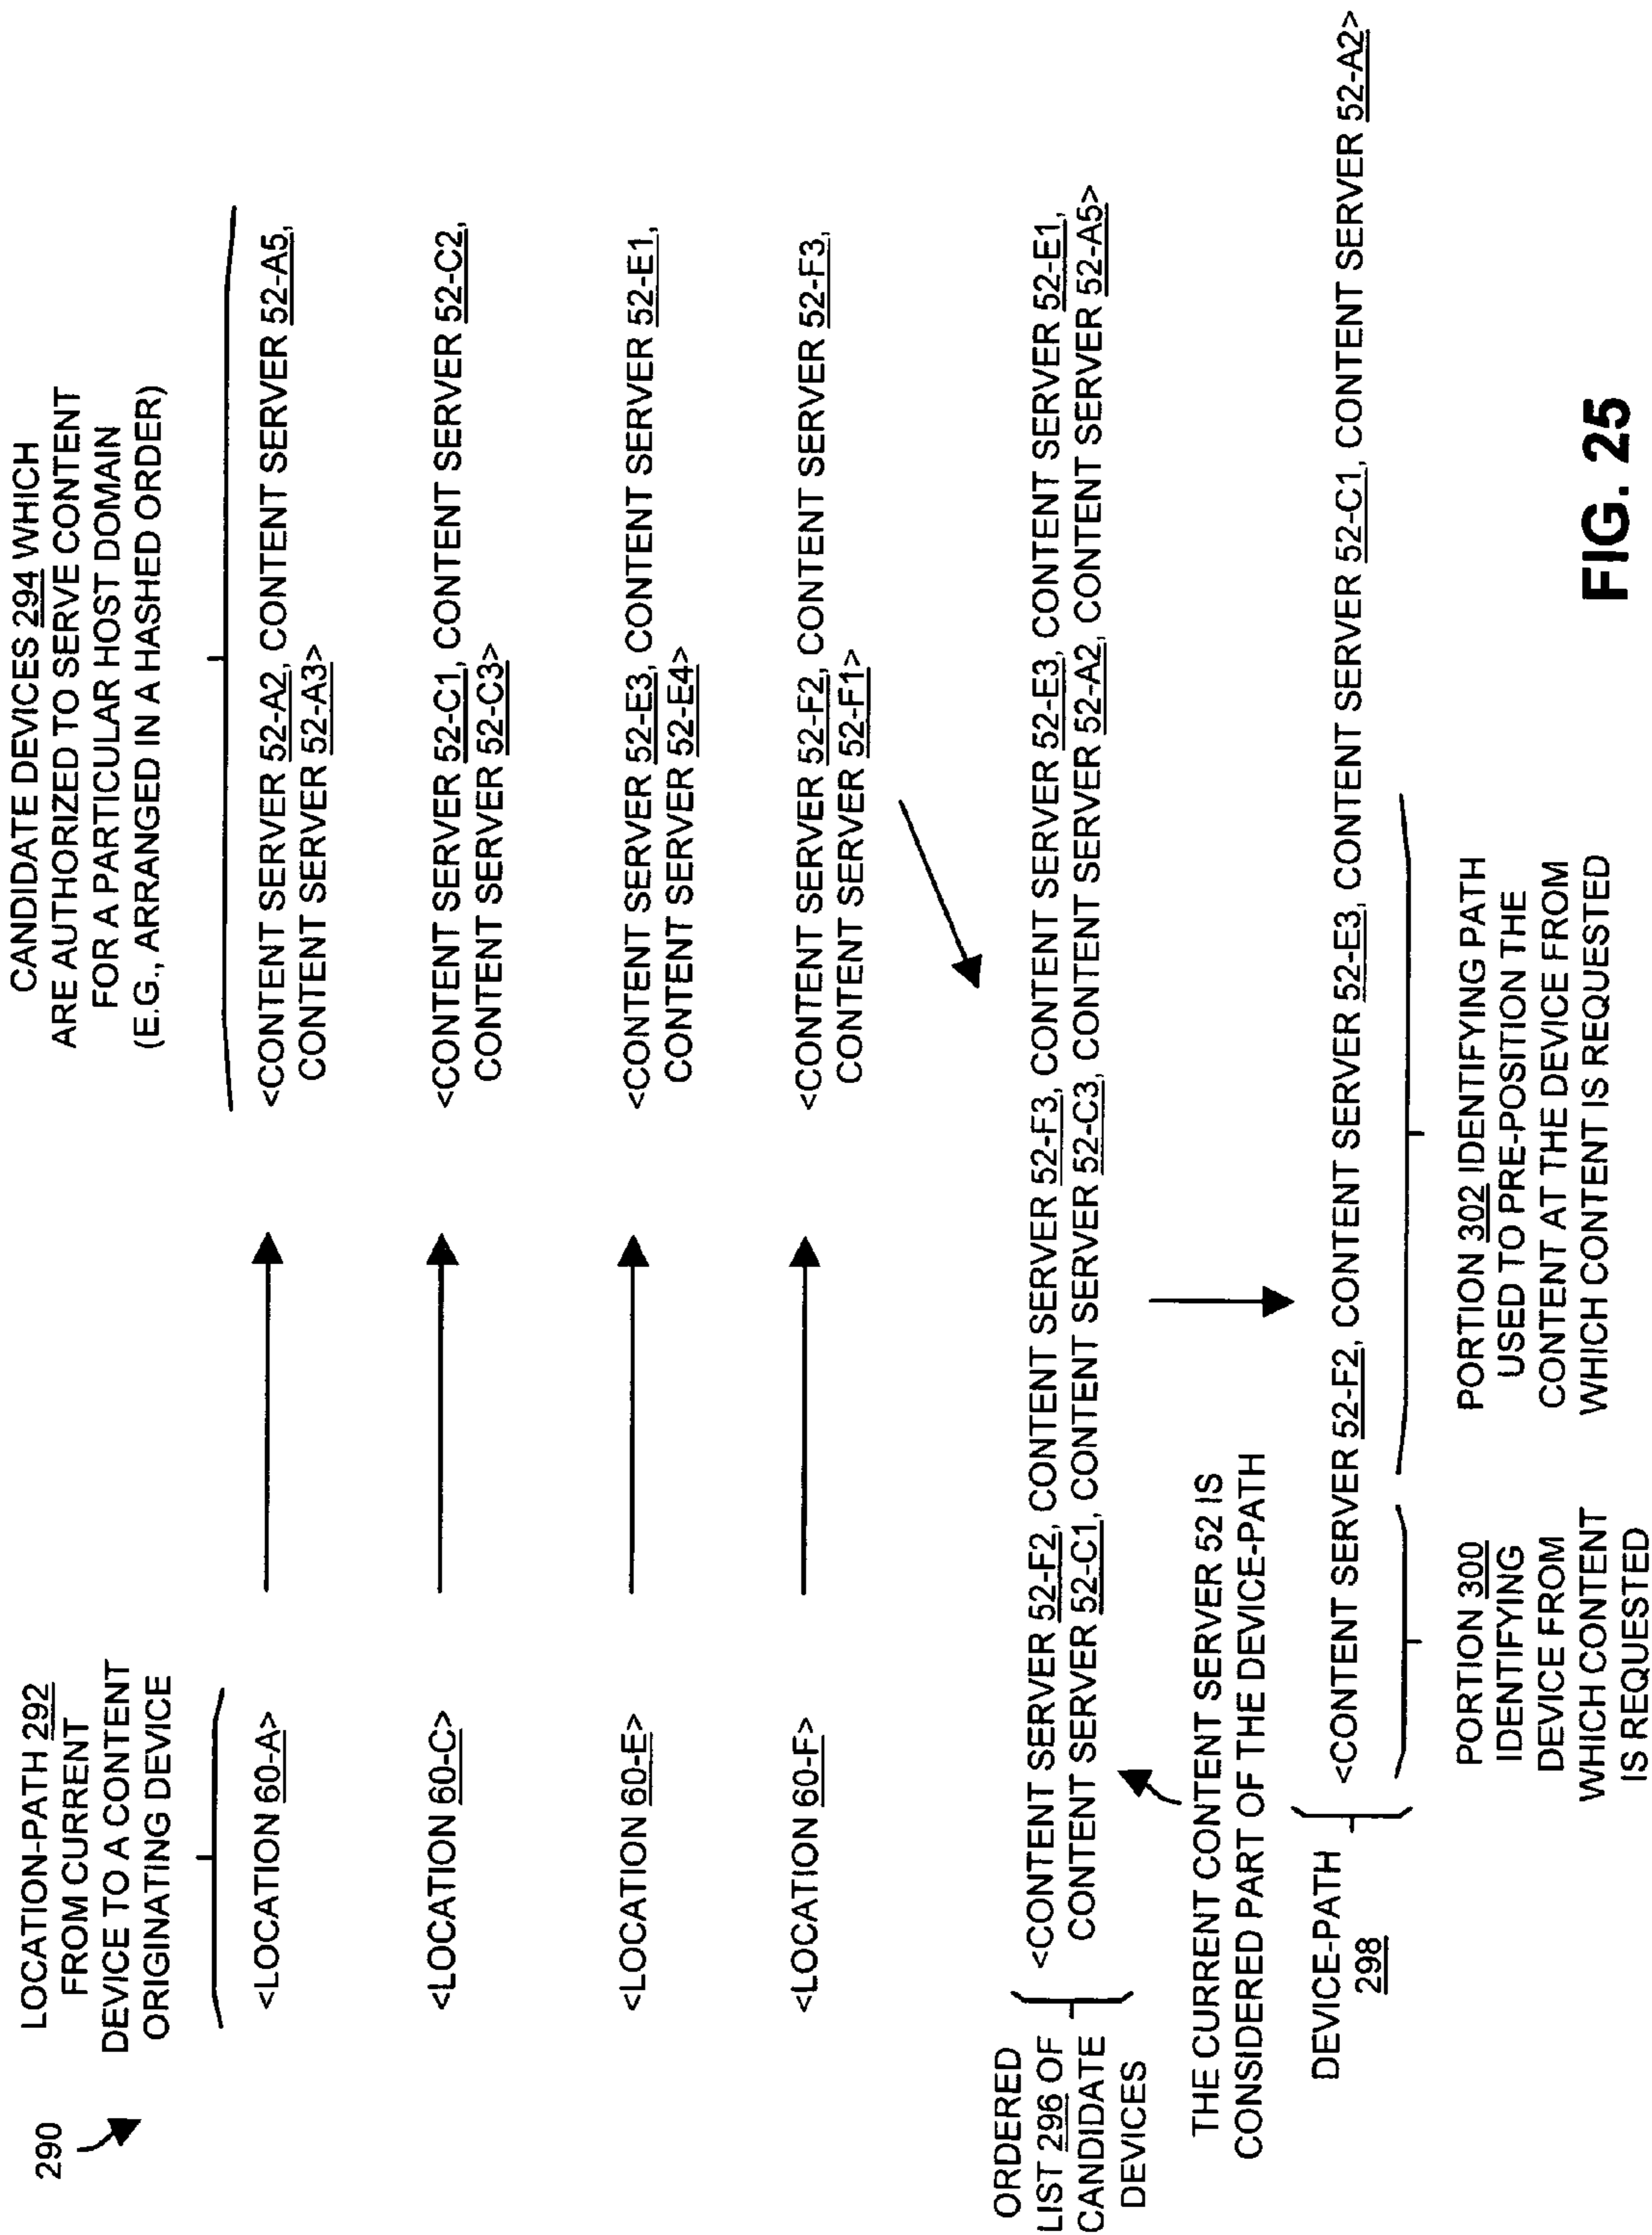 290
LOCATION-PATH 292
FROM CURRENT
DEVICE TO A CONTENT
ORIGINATING DEVICE
CANDIDATE DEVICES 294 WHICH
ARE AUTHORIZED TO SERVE CONTENT
FOR A PARTICULAR HOST DOMAIN
(E.G., ARRANGED IN A HASHED ORDER)
<LOCATION 60-A>
<CONTENT SERVER 52-A2, CONTENT SERVER 52-A5,
CONTENT SERVER 52-A3>
<LOCATION 60-C>
<CONTENT SERVER 52-C1, CONTENT SERVER 52-C2,
CONTENT SERVER 52-C3>
<LOCATION 60-E>
<CONTENT SERVER 52-E3, CONTENT SERVER 52-E1,
CONTENT SERVER 52-E4>
<LOCATION 60-F>
<CONTENT SERVER 52-F2, CONTENT SERVER 52-F3,
CONTENT SERVER 52-F1>
ORDERED
LIST 296 OF
CANDIDATE
DEVICES
<CONTENT SERVER 52-F2, CONTENT SERVER 52-F3, CONTENT SERVER 52-E3, CONTENT SERVER 52-E1,
CONTENT SERVER 52-C1, CONTENT SERVER 52-C3, CONTENT SERVER 52-A2, CONTENT SERVER 52-A5>
THE CURRENT CONTENT SERVER 52 IS
CONSIDERED PART OF THE DEVICE-PATH
DEVICE-PATH
298
<CONTENT SERVER 52-F2, CONTENT SERVER 52-E3, CONTENT SERVER 52-C1, CONTENT SERVER 52-A2>
PORTION 300
IDENTIFYING
DEVICE FROM
WHICH CONTENT
IS REQUESTED
PORTION 302 IDENTIFYING PATH
USED TO PRE-POSITION THE
CONTENT AT THE DEVICE FROM
WHICH CONTENT IS REQUESTED
FIG. 25